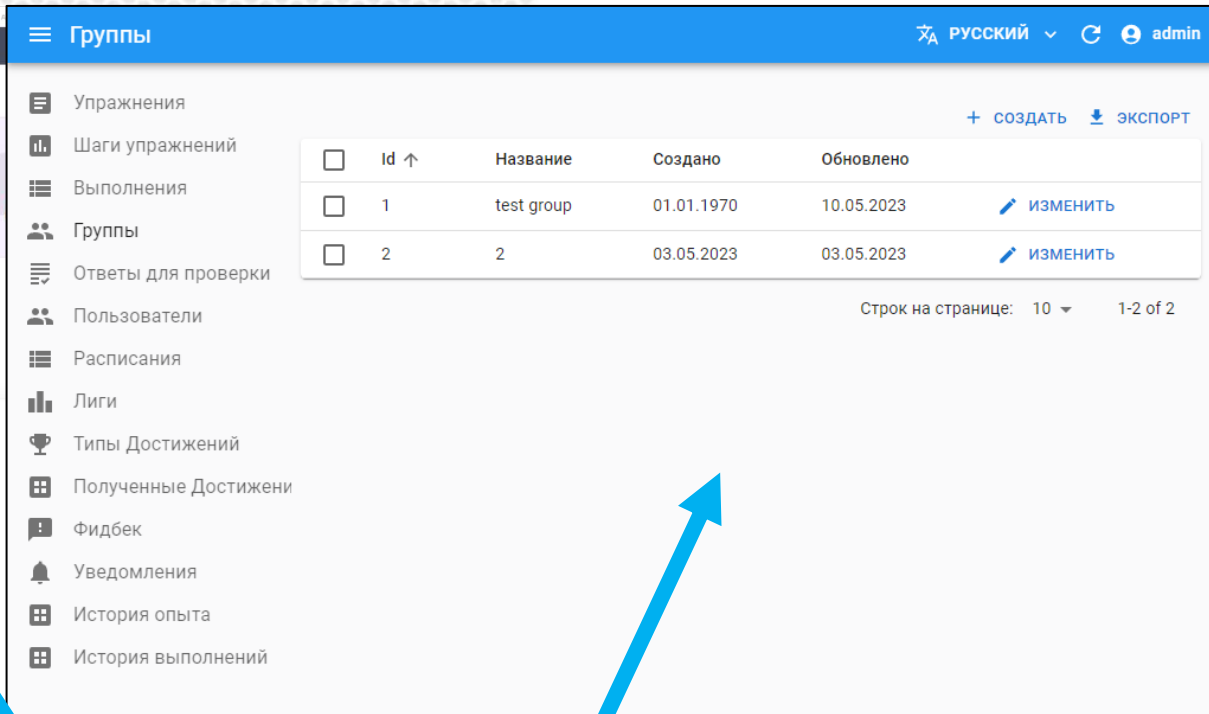 Группы РУССКИЙ admin
Упражнения
Шаги упражнений
Выполнения
Группы
Ответы для проверки
Пользователи
Расписания
Лиги
Типы Достижений
Полученные Достижени
Фидбек
Уведомления
История опыта
История выполнений
+ СОЗДАТЬ ЭКСПОРТ
Id ↑ Название Создано Обновлено
1 test group 01.01.1970 10.05.2023 ИЗМЕНИТЬ
2 2 03.05.2023 03.05.2023 ИЗМЕНИТЬ
Строк на странице: 10 1-2 of 2